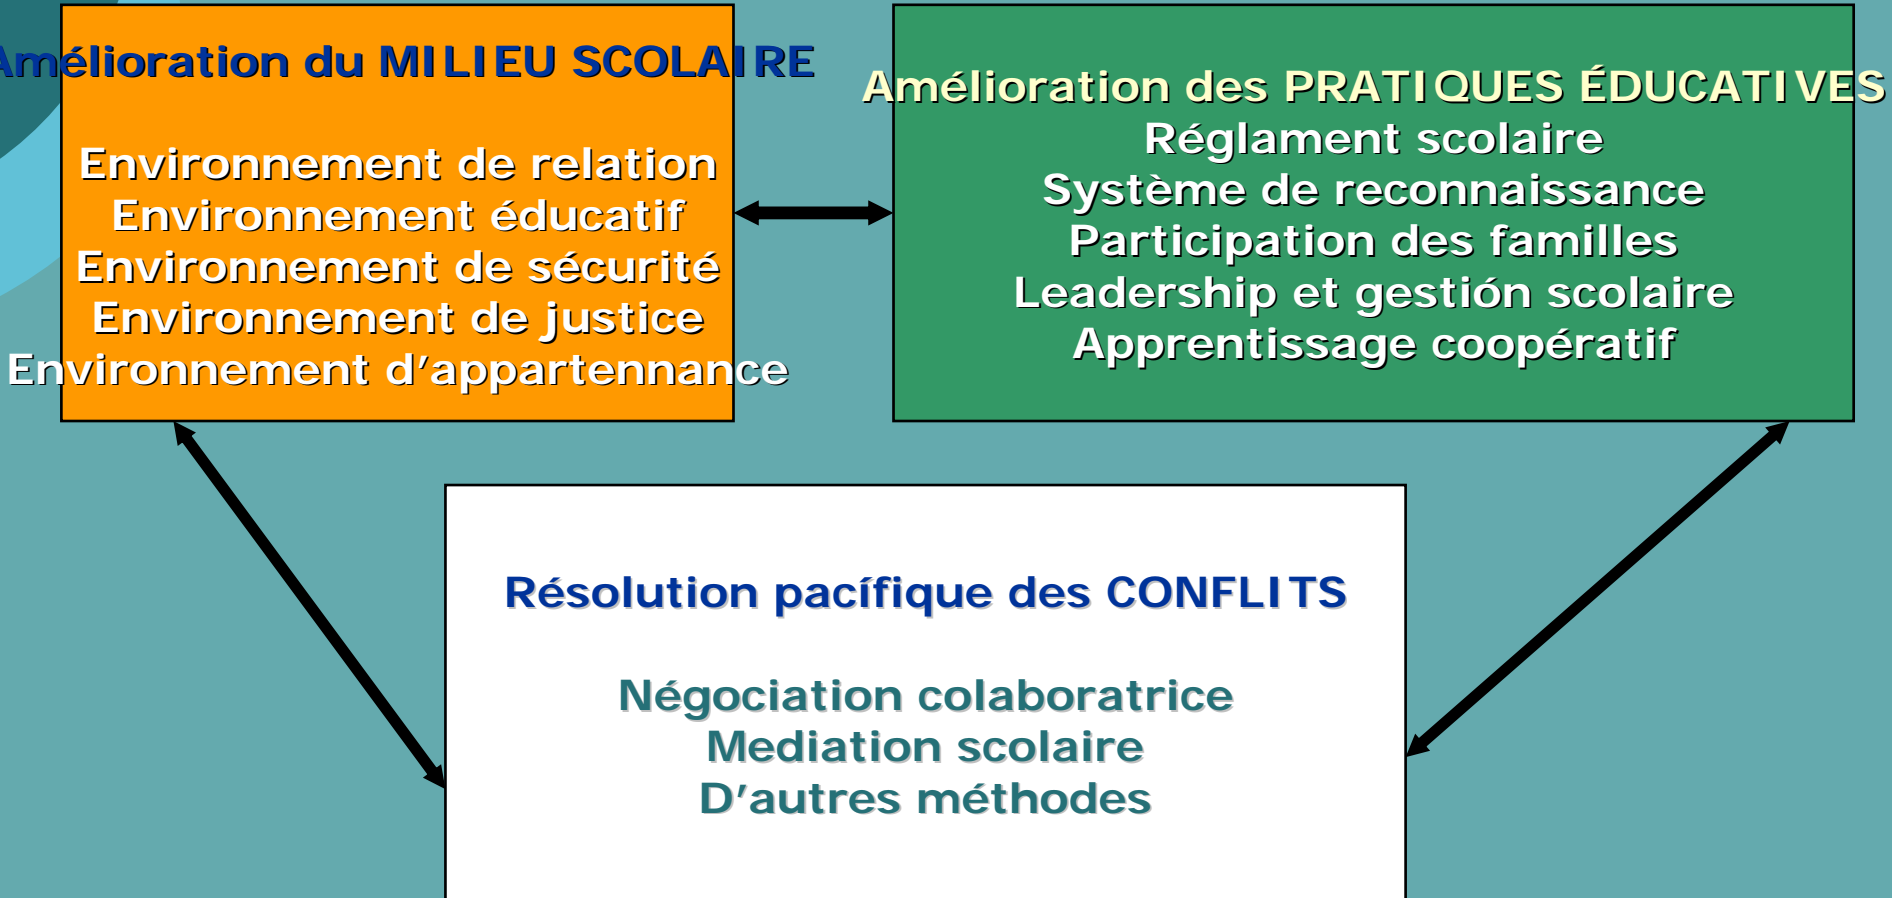 Amélioration du MILIEU SCOLAIRE
Environnement de relation
Environnement éducatif
Environnement de sécurité
Environnement de justice
Environnement d'appartennance
Amélioration des PRATIQUES ÉDUCATIVES
Réglament scolaire
Système de reconnaissance
Participation des familles
Leadership et gestión scolaire
Apprentissage coopératif
Résolution pacífique des CONFLITS
Négociation colaboratrice
Mediation scolaire
D'autres méthodes